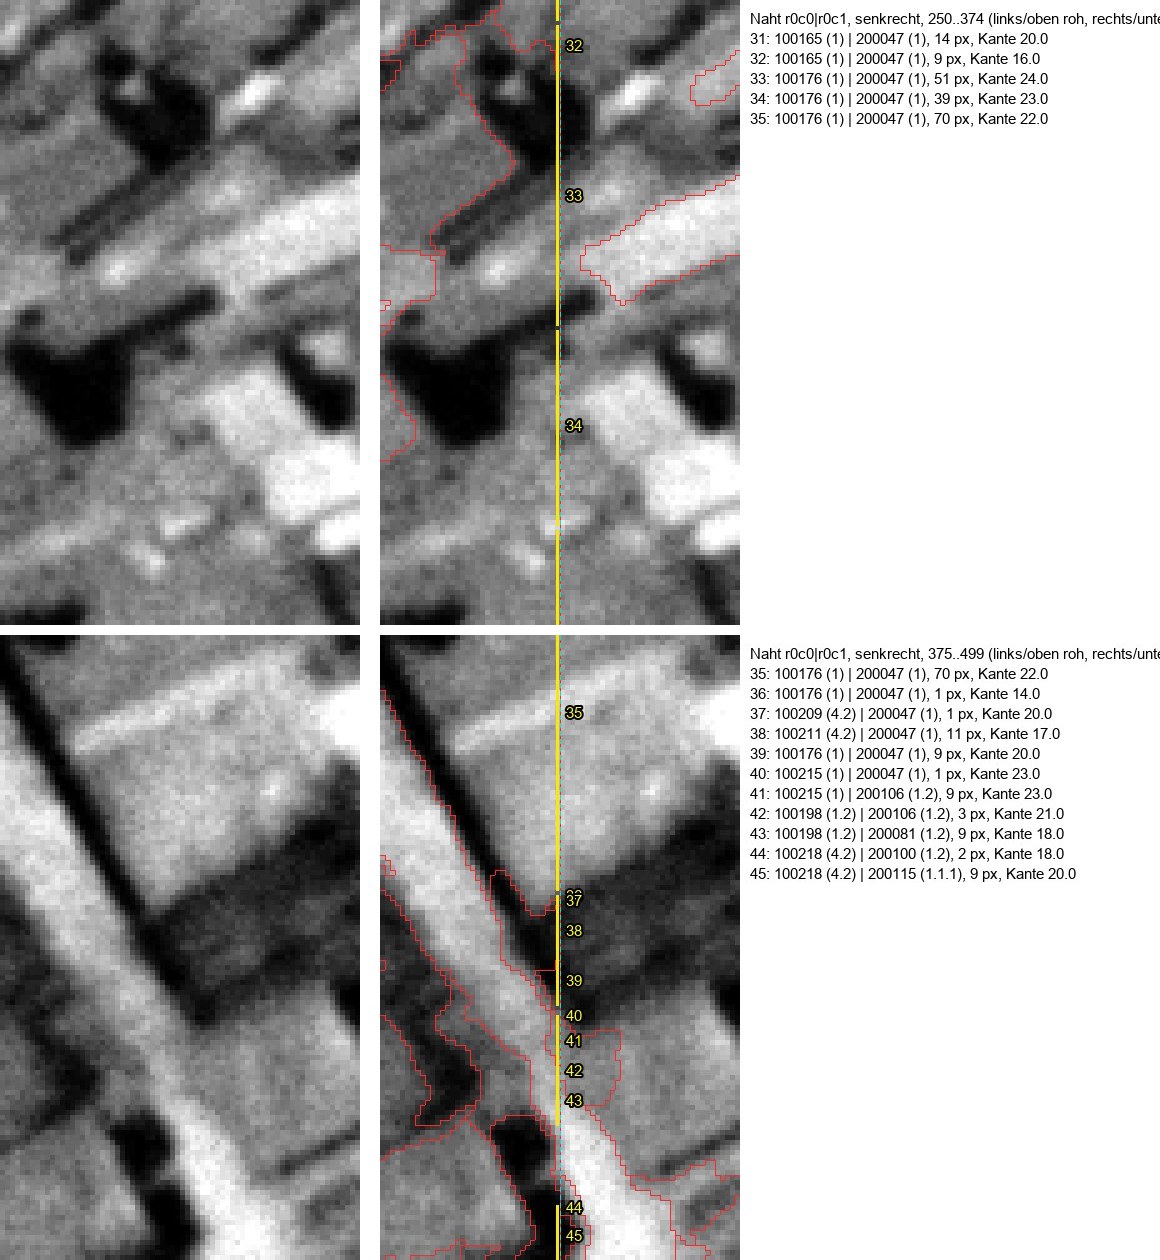 32
33
34
Naht r0c0|r0c1, senkrecht, 250..374 (links/oben roh, rechts/unte
31: 100165 (1) | 200047 (1), 14 px, Kante 20.0
32: 100165 (1) | 200047 (1), 9 px, Kante 16.0
33: 100176 (1) | 200047 (1), 51 px, Kante 24.0
34: 100176 (1) | 200047 (1), 39 px, Kante 23.0
35: 100176 (1) | 200047 (1), 70 px, Kante 22.0
35
37
38
39
40
41
42
43
44
45
Naht r0c0|r0c1, senkrecht, 375..499 (links/oben roh, rechts/unte
35: 100176 (1) | 200047 (1), 70 px, Kante 22.0
36: 100176 (1) | 200047 (1), 1 px, Kante 14.0
37: 100209 (4.2) | 200047 (1), 1 px, Kante 20.0
38: 100211 (4.2) | 200047 (1), 11 px, Kante 17.0
39: 100176 (1) | 200047 (1), 9 px, Kante 20.0
40: 100215 (1) | 200047 (1), 1 px, Kante 23.0
41: 100215 (1) | 200106 (1.2), 9 px, Kante 23.0
42: 100198 (1.2) | 200106 (1.2), 3 px, Kante 21.0
43: 100198 (1.2) | 200081 (1.2), 9 px, Kante 18.0
44: 100218 (4.2) | 200100 (1.2), 2 px, Kante 18.0
45: 100218 (4.2) | 200115 (1.1.1), 9 px, Kante 20.0